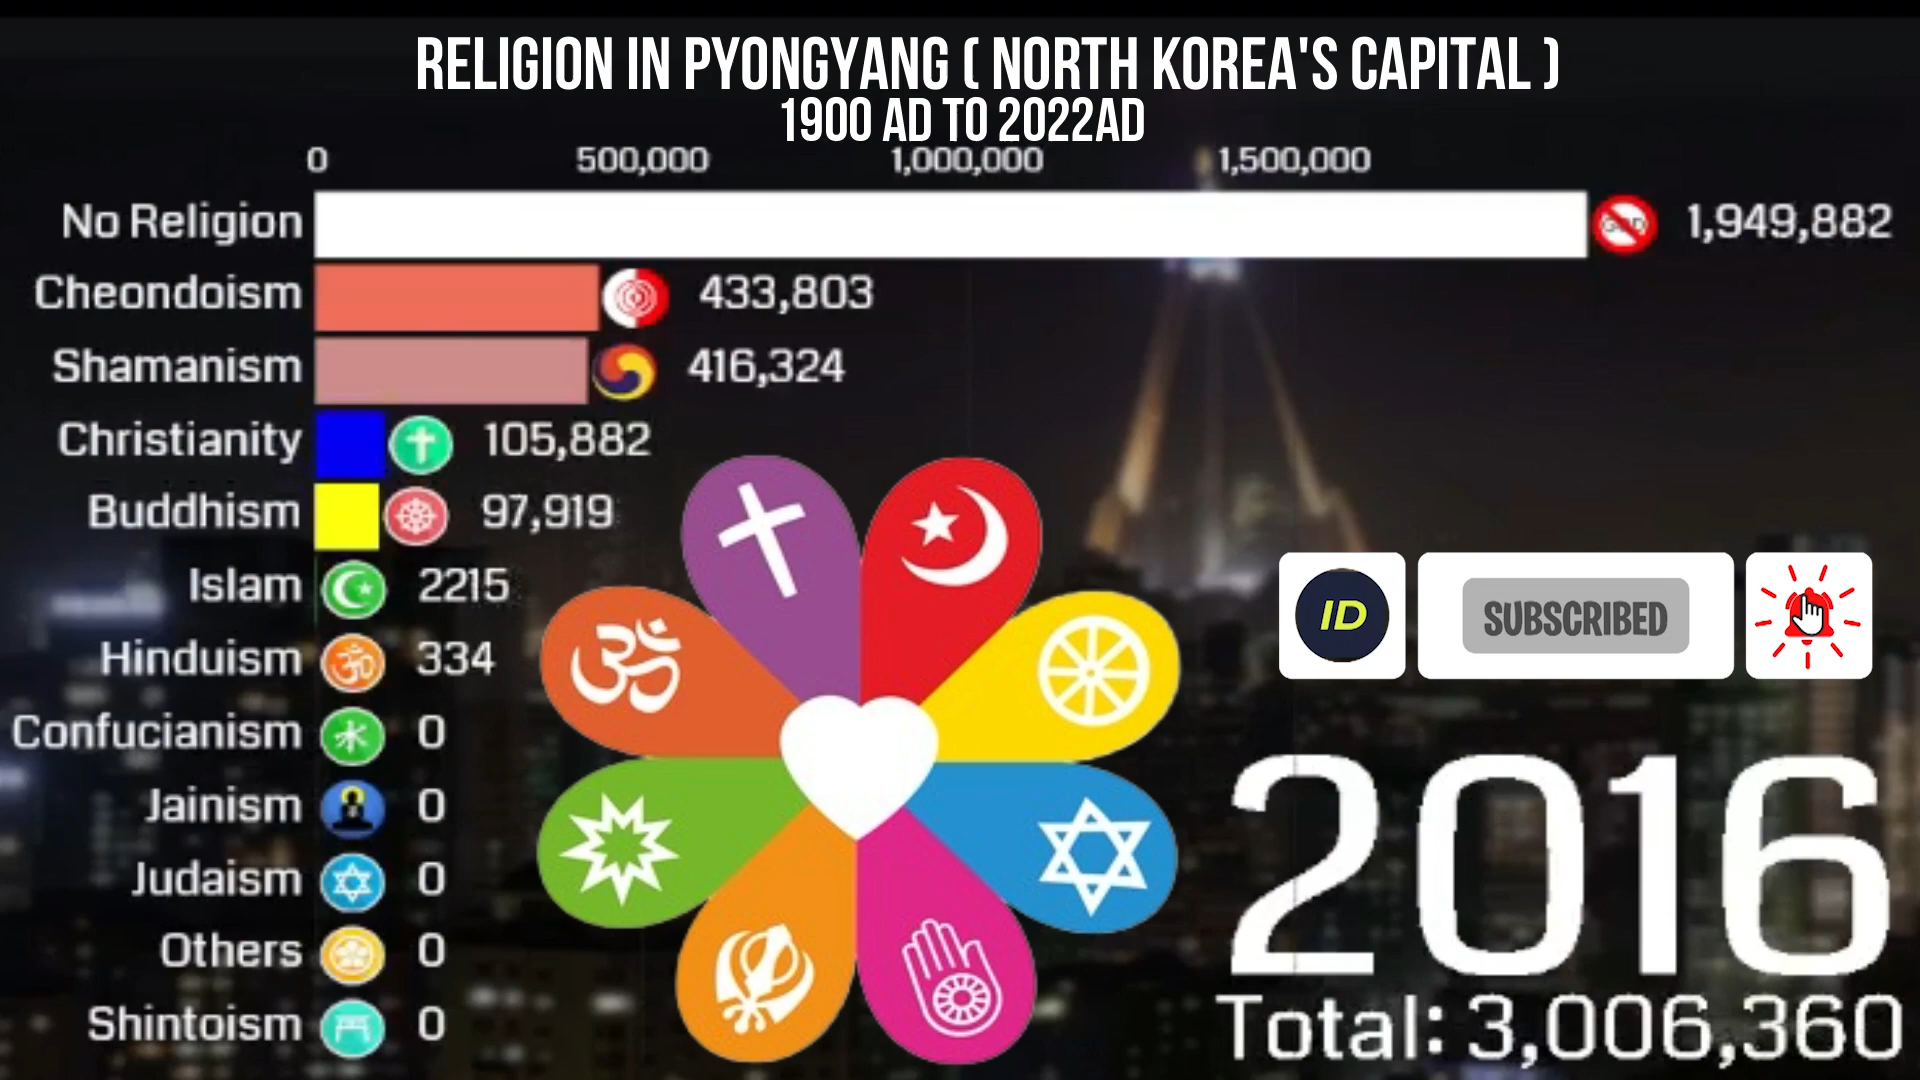 RELIGION IN PYONGYANG ( NORTH KOREA'S CAPITAL )
1900 AD TO 2022AD
0 500,000 1,000,000 1,500,000
No Religion 1,949,882
Cheondoism 433,803
Shamanism 416,324
Christianity 105,882
Buddhism 97,919
Islam 2215
Hinduism 334
Confucianism 0
Jainism 0
Judaism 0
Others 0
Shintoism 0
ID SUBSCRIBED
2016
Total: 3,006,360